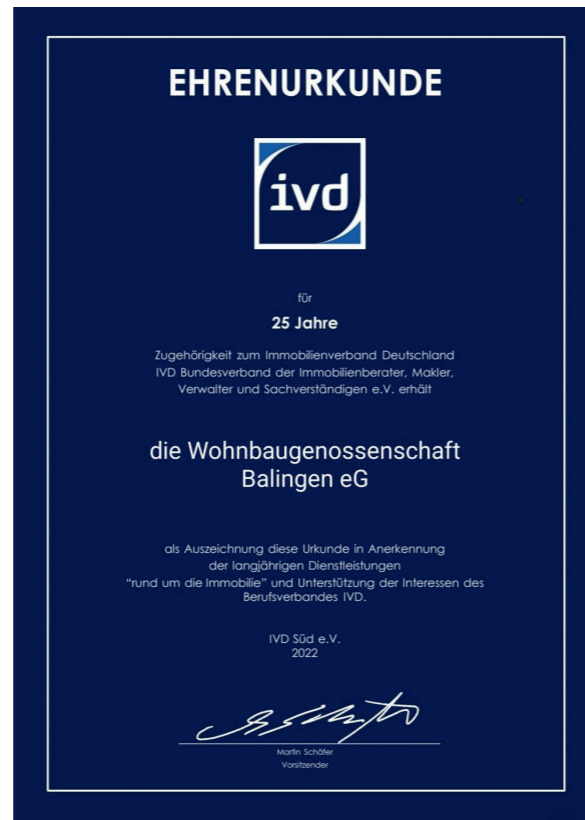 EHRENURKUNDE
ivd
für
25 Jahre
Zugehörigkeit zum Immobilienverband Deutschland
IVD Bundesverband der Immobilienberater, Makler,
Verwalter und Sachverständigen e.V. erhält
die Wohnbaugenossenschaft
Balingen eG
als Auszeichnung diese Urkunde in Anerkennung
der langjährigen Dienstleistungen
“rund um die Immobilie” und Unterstützung der Interessen des
Berufsverbandes IVD.
IVD Süd e.V.
2022
Martin Schäfer
Vorsitzender